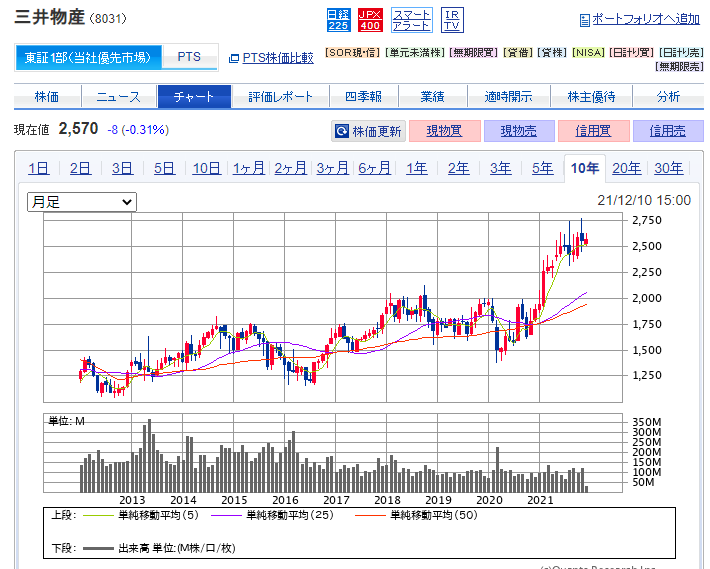 三井物産 (8031)
日経 225 JPX 400 スマート アラート IR TV
ポートフォリオへ追加
東証1部(当社優先市場) PTS PTS株価比較
[SOR現・信] [単元未満株] [無期限買] [貸借] [貸株] [NISA] [日計り買] [日計り売]
[無期限売]
株価 ニュース チャート 評価レポート 四季報 業績 適時開示 株主優待 分析
現在値 2,570 -8 (-0.31%) 株価更新 現物買 現物売 信用買 信用売
1日 2日 3日 5日 10日 1ヶ月 2ヶ月 3ヶ月 6ヶ月 1年 2年 3年 5年 10年 20年 30年
月足 21/12/10 15:00
2,750
2,500
2,250
2,000
1,750
1,500
1,250
単位: M
350M
300M
250M
200M
150M
100M
50M
2013 2014 2015 2016 2017 2018 2019 2020 2021
上段: 単純移動平均(5) 単純移動平均(25) 単純移動平均(50)
下段: 出来高 単位:(M株/口/枚)